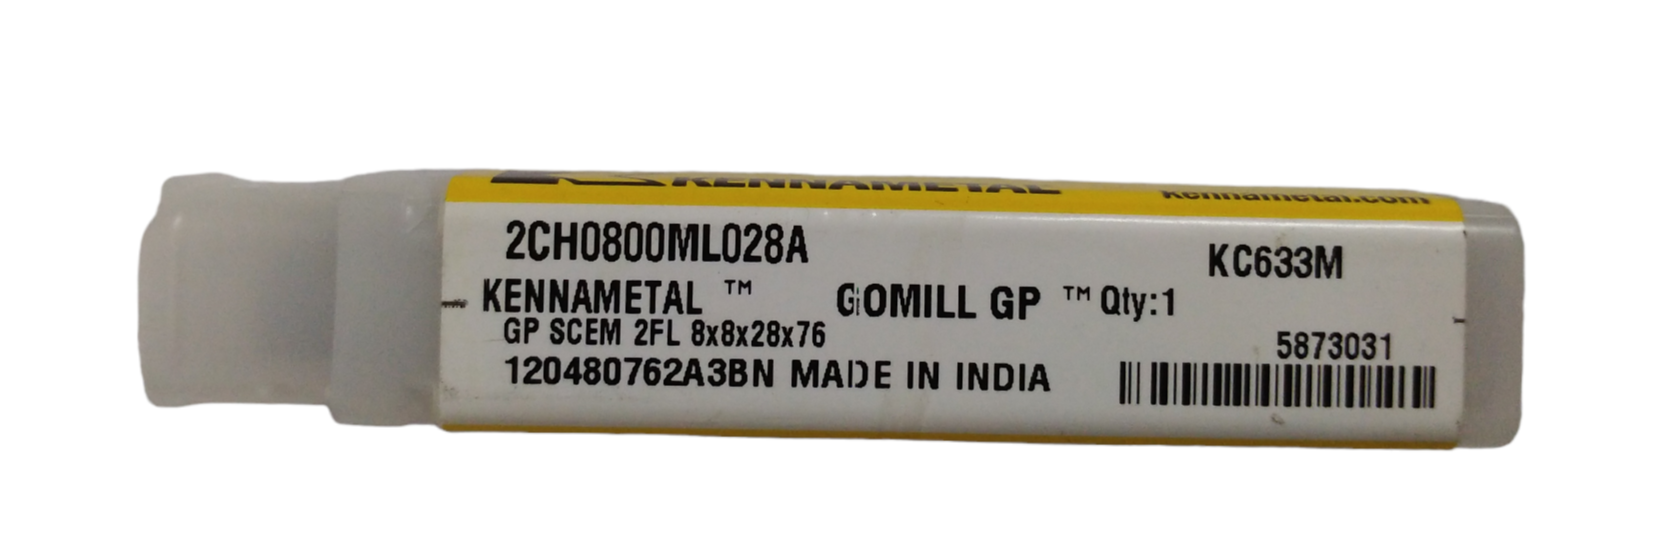 KENNAMETAL kennametal.com
2CH0800ML028A KC633M
KENNAMETAL ™ GOMILL GP ™ Qty:1
GP SCEM 2FL 8x8x28x76
5873031
120480762A3BN MADE IN INDIA